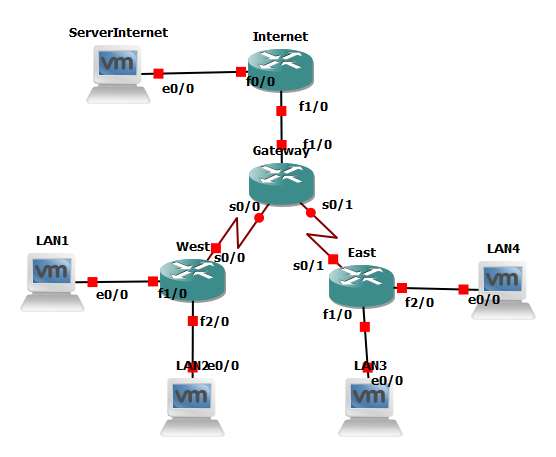 ServerInternet
Internet
vm
e0/0
f0/0
f1/0
f1/0
Gateway
s0/0
s0/1
LAN1
West
s0/0
s0/1
East
LAN4
vm
e0/0
f1/0
f2/0
f1/0
f2/0
e0/0
vm
LAN2
e0/0
LAN3
e0/0
vm
vm